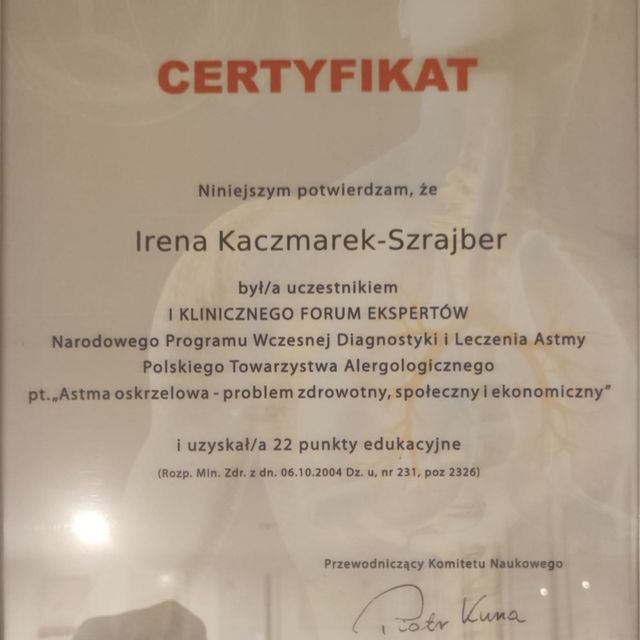 CERTYFIKAT
Niniejszym potwierdzam, że
Irena Kaczmarek-Szrajber
był/a uczestnikiem
I KLINICZNEGO FORUM EKSPERTÓW
Narodowego Programu Wczesnej Diagnostyki i Leczenia Astmy
Polskiego Towarzystwa Alergologicznego
pt.„Astma oskrzelowa - problem zdrowotny, społeczny i ekonomiczny”
i uzyskał/a 22 punkty edukacyjne
(Rozp. Min. Zdr. z dn. 06.10.2004 Dz. u, nr 231, poz 2326)
Przewodniczący Komitetu Naukowego
Piotr Kuna